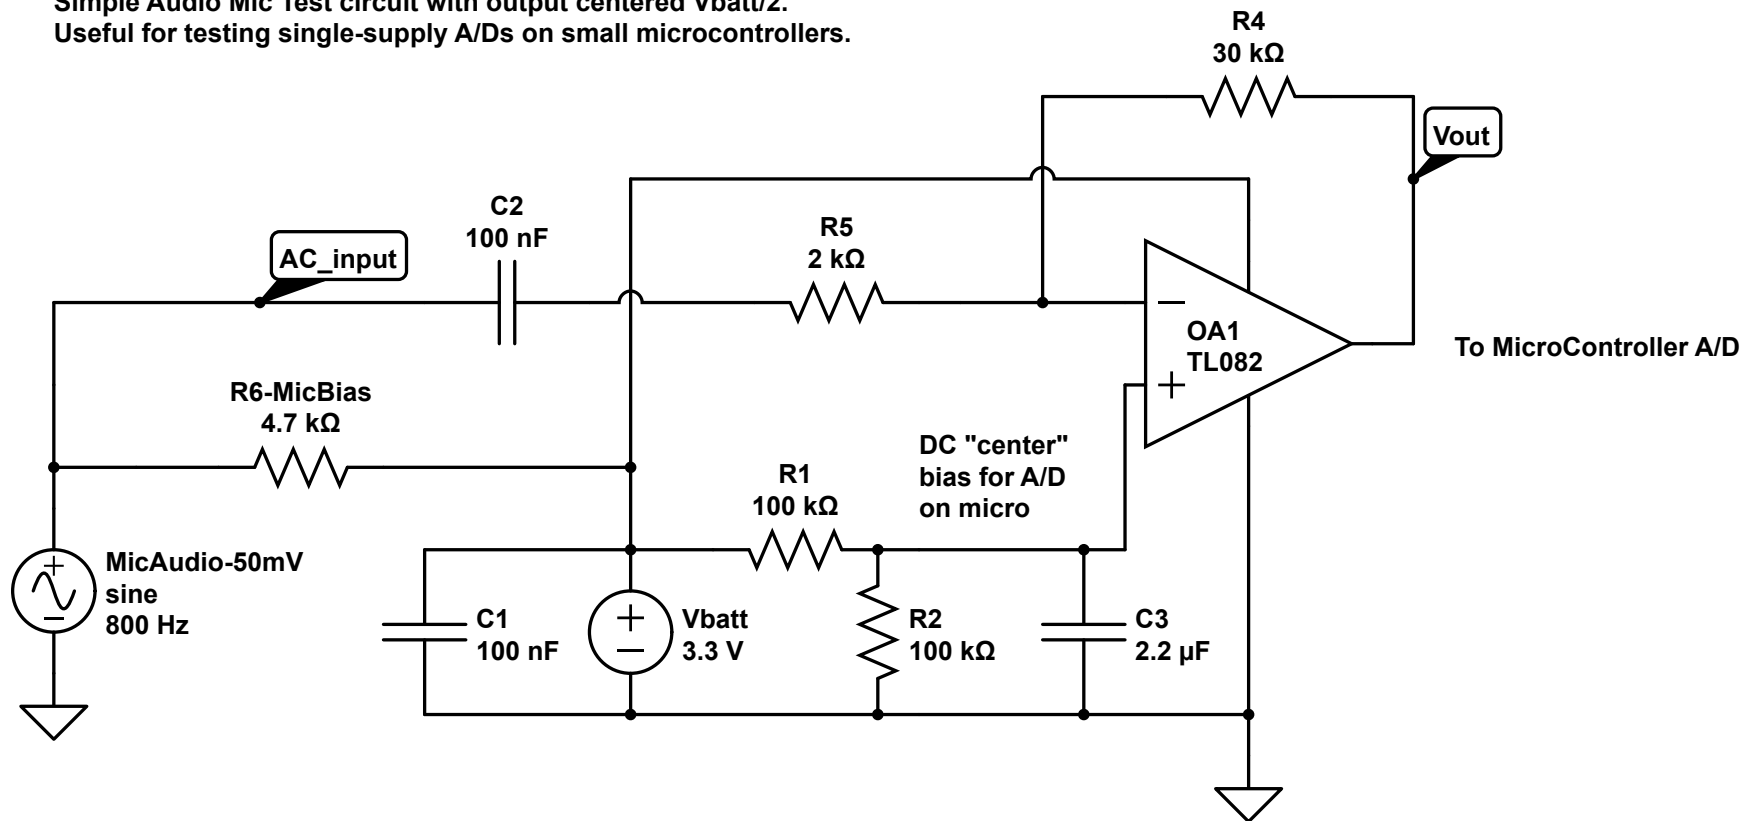 Simple Audio Mic Test circuit with output centered Vbatt/2.
Useful for testing single-supply A/Ds on small microcontrollers.
R4
30 kΩ
Vout
C2
100 nF
R5
2 kΩ
AC_input
OA1
TL082
To MicroController A/D
R6-MicBias
4.7 kΩ
DC "center"
bias for A/D
on micro
R1
100 kΩ
MicAudio-50mV
sine
800 Hz
C1
100 nF
Vbatt
3.3 V
R2
100 kΩ
C3
2.2 µF